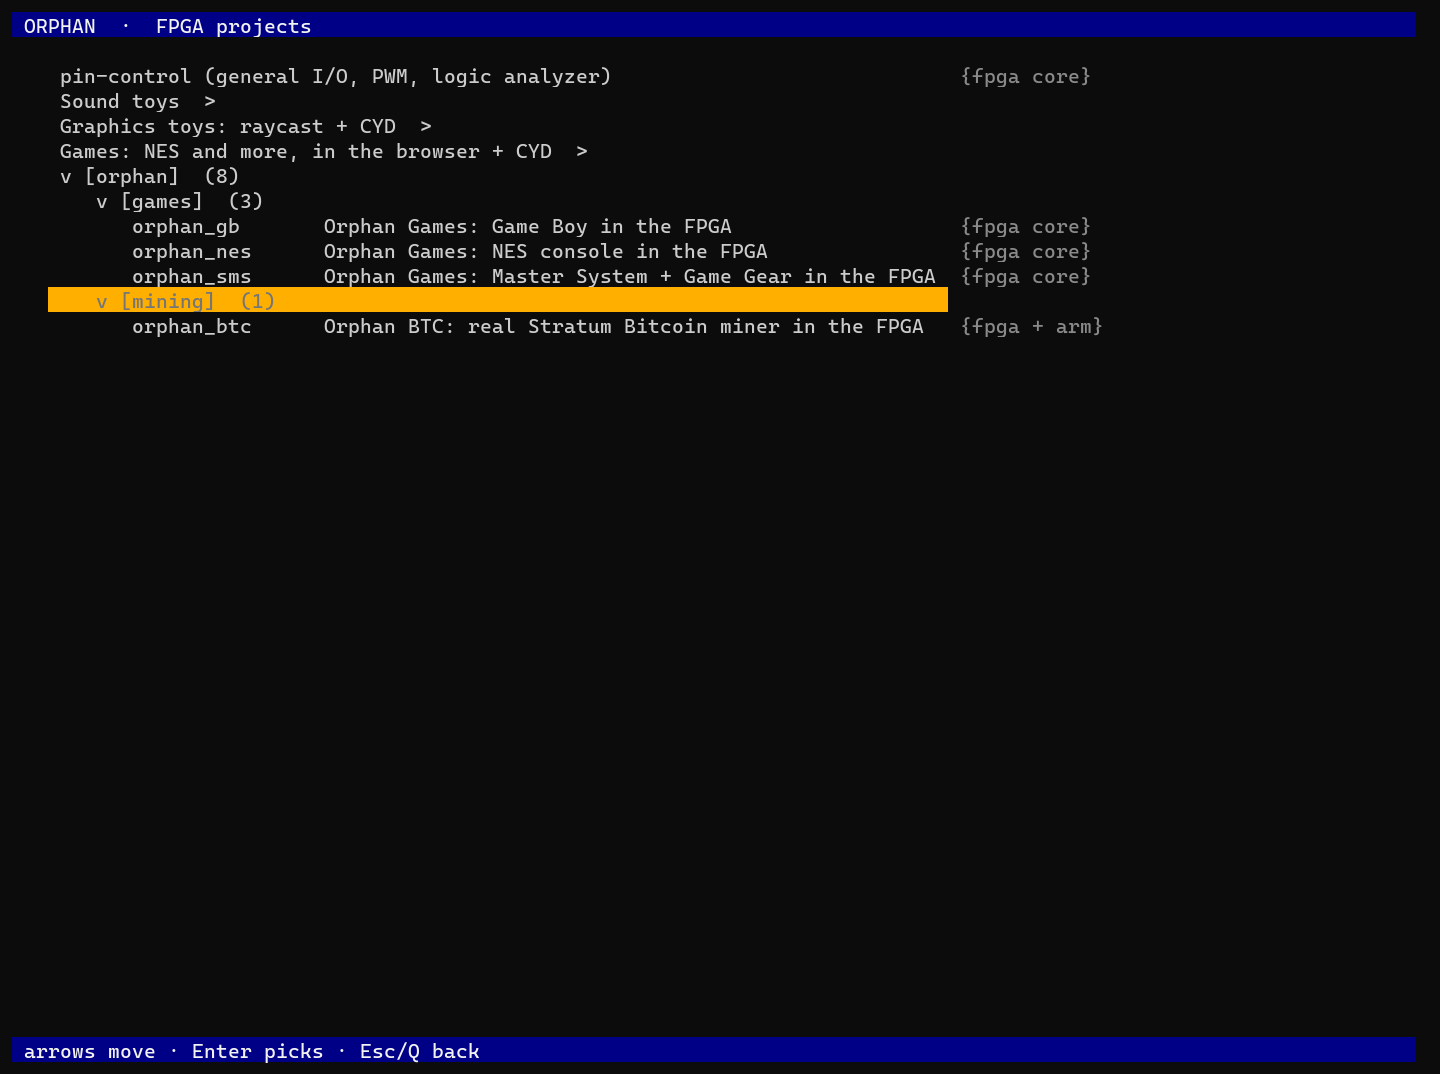 ORPHAN · FPGA projects
pin-control (general I/O, PWM, logic analyzer) {fpga core}
Sound toys >
Graphics toys: raycast + CYD >
Games: NES and more, in the browser + CYD >
v [orphan] (8)
v [games] (3)
orphan_gb Orphan Games: Game Boy in the FPGA {fpga core}
orphan_nes Orphan Games: NES console in the FPGA {fpga core}
orphan_sms Orphan Games: Master System + Game Gear in the FPGA {fpga core}
v [mining] (1)
orphan_btc Orphan BTC: real Stratum Bitcoin miner in the FPGA {fpga + arm}
arrows move · Enter picks · Esc/Q back